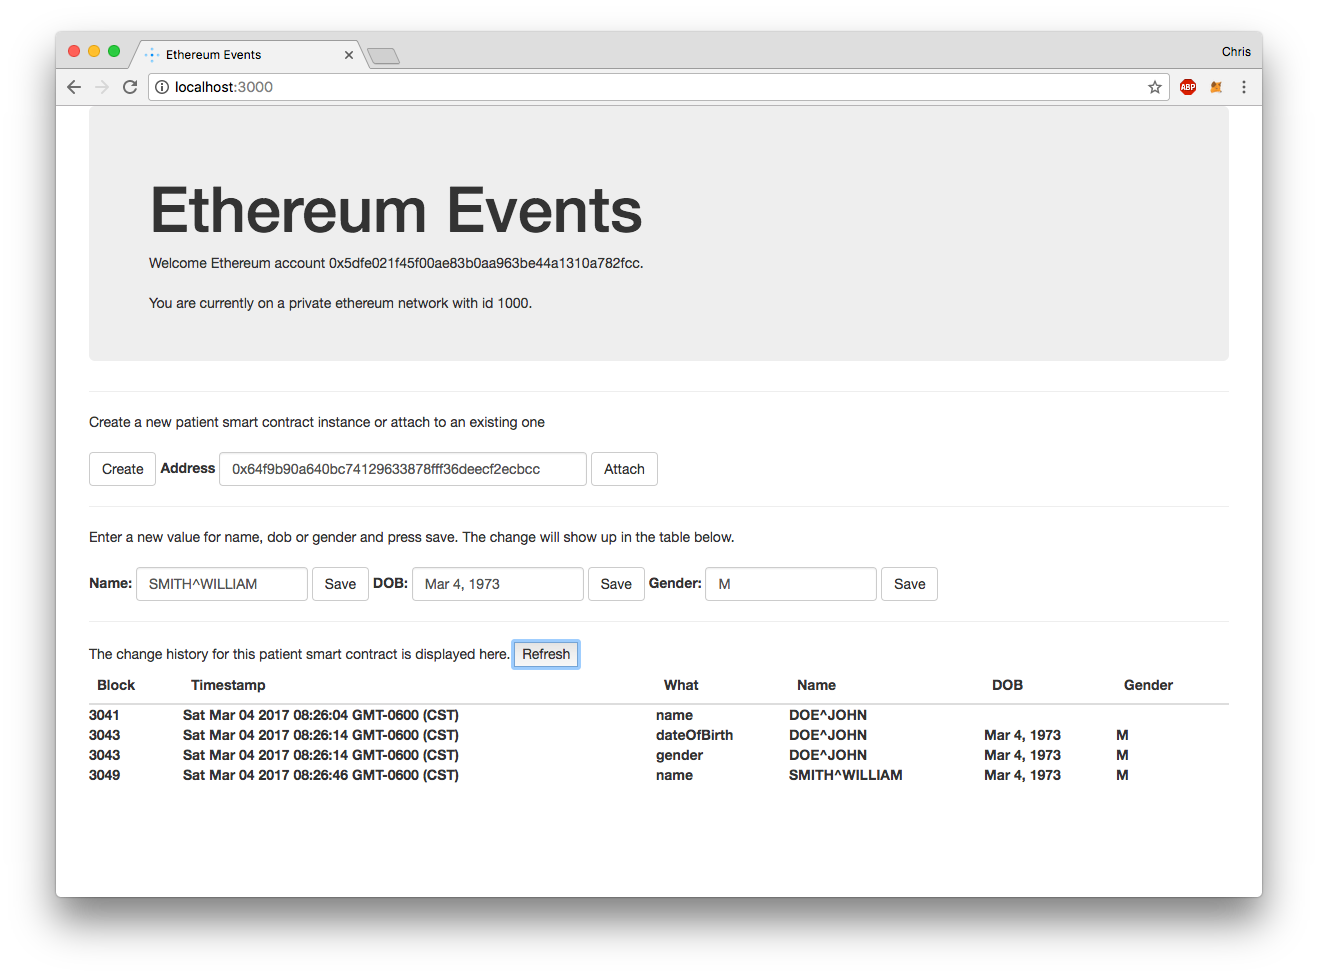 Ethereum Events
Chris
localhost:3000
ABP
Ethereum Events
Welcome Ethereum account 0x5dfe021f45f00ae83b0aa963be44a1310a782fcc.
You are currently on a private ethereum network with id 1000.
Create a new patient smart contract instance or attach to an existing one
Create Address 0x64f9b90a640bc74129633878fff36deecf2ecbcc Attach
Enter a new value for name, dob or gender and press save. The change will show up in the table below.
Name: SMITH^WILLIAM Save DOB: Mar 4, 1973 Save Gender: M Save
The change history for this patient smart contract is displayed here. Refresh
Block Timestamp What Name DOB Gender
3041 Sat Mar 04 2017 08:26:04 GMT-0600 (CST) name DOE^JOHN
3043 Sat Mar 04 2017 08:26:14 GMT-0600 (CST) dateOfBirth DOE^JOHN Mar 4, 1973 M
3043 Sat Mar 04 2017 08:26:14 GMT-0600 (CST) gender DOE^JOHN Mar 4, 1973 M
3049 Sat Mar 04 2017 08:26:46 GMT-0600 (CST) name SMITH^WILLIAM Mar 4, 1973 M